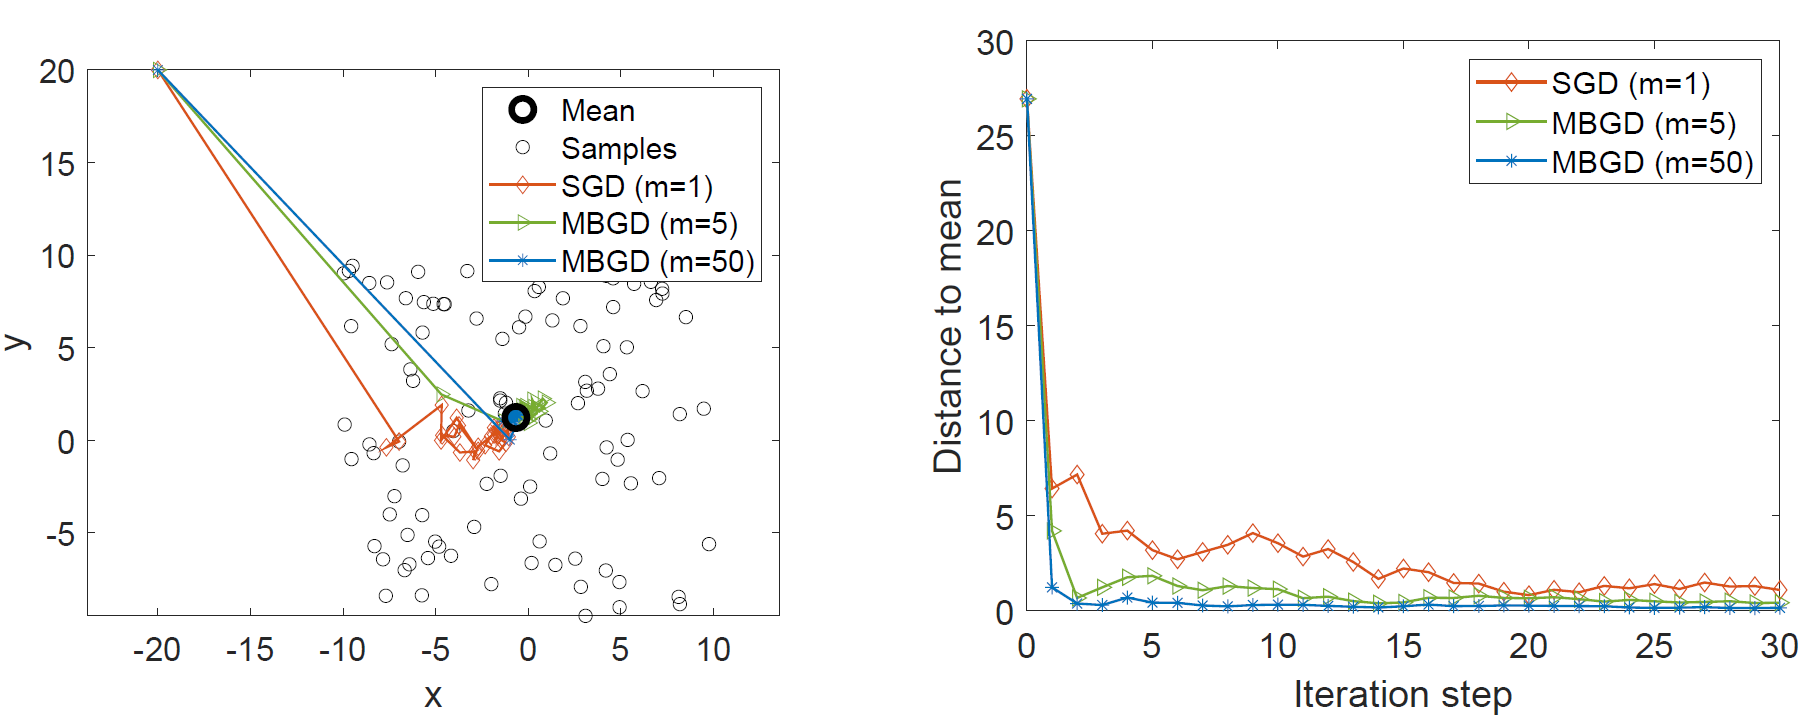 20
15
10
5
0
-5
y
-20
-15
-10
-5
0
5
10
x
Mean
Samples
SGD (m=1)
MBGD (m=5)
MBGD (m=50)
30
25
20
15
10
5
0
Distance to mean
0
5
10
15
20
25
30
Iteration step
SGD (m=1)
MBGD (m=5)
MBGD (m=50)